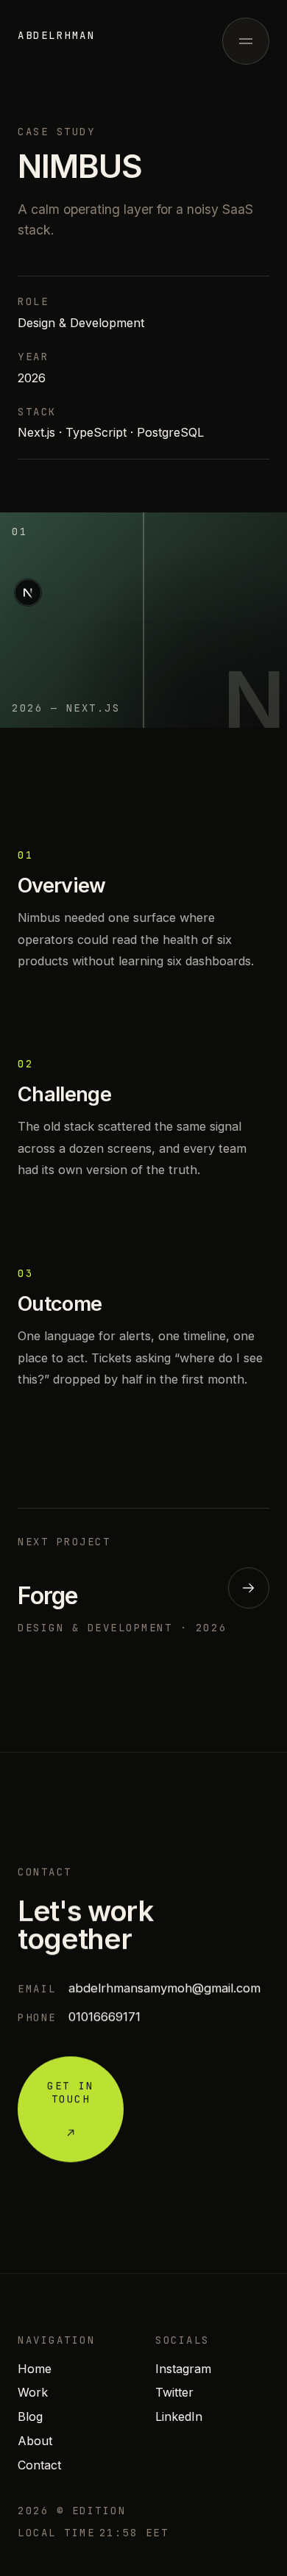 ABDELRHMAN
CASE STUDY
NIMBUS
A calm operating layer for a noisy SaaS
stack.
ROLE
Design & Development
YEAR
2026
STACK
Next.js · TypeScript · PostgreSQL
01
N
2026 — NEXT.JS
N
01
Overview
Nimbus needed one surface where
operators could read the health of six
products without learning six dashboards.
02
Challenge
The old stack scattered the same signal
across a dozen screens, and every team
had its own version of the truth.
03
Outcome
One language for alerts, one timeline, one
place to act. Tickets asking “where do I see
this?” dropped by half in the first month.
NEXT PROJECT
Forge
DESIGN & DEVELOPMENT · 2026
CONTACT
Let's work
together
EMAIL abdelrhmansamymoh@gmail.com
PHONE 01016669171
GET IN
TOUCH
NAVIGATION
Home
Work
Blog
About
Contact
SOCIALS
Instagram
Twitter
LinkedIn
2026 © EDITION
LOCAL TIME 21:58 EET